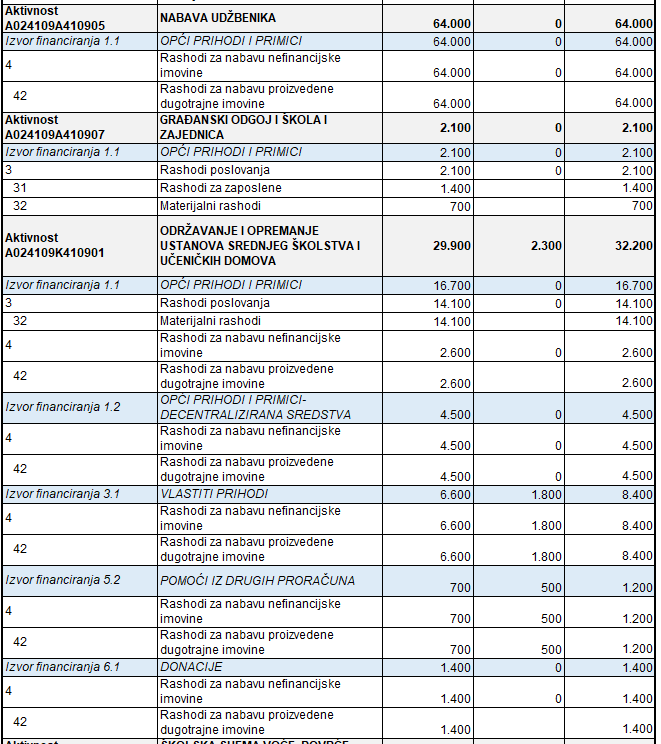 Aktivnost
A024109A410905 NABAVA UDŽBENIKA 64.000 0 64.000
Izvor financiranja 1.1 OPĆI PRIHODI I PRIMICI 64.000 0 64.000
4 Rashodi za nabavu nefinancijske
imovine 64.000 0 64.000
42 Rashodi za nabavu proizvedene
dugotrajne imovine 64.000 64.000
Aktivnost GRAĐANSKI ODGOJ I ŠKOLA I
A024109A410907 ZAJEDNICA 2.100 0 2.100
Izvor financiranja 1.1 OPĆI PRIHODI I PRIMICI 2.100 0 2.100
3 Rashodi poslovanja 2.100 0 2.100
31 Rashodi za zaposlene 1.400 1.400
32 Materijalni rashodi 700 700
ODRŽAVANJE I OPREMANJE
Aktivnost USTANOVA SREDNJEG ŠKOLSTVA I 29.900 2.300 32.200
A024109K410901 UČENIČKIH DOMOVA
Izvor financiranja 1.1 OPĆI PRIHODI I PRIMICI 16.700 0 16.700
3 Rashodi poslovanja 14.100 0 14.100
32 Materijalni rashodi 14.100 14.100
4 Rashodi za nabavu nefinancijske
imovine 2.600 0 2.600
42 Rashodi za nabavu proizvedene
dugotrajne imovine 2.600 2.600
Izvor financiranja 1.2 OPĆI PRIHODI I PRIMICI-
DECENTRALIZIRANA SREDSTVA 4.500 0 4.500
4 Rashodi za nabavu nefinancijske
imovine 4.500 0 4.500
42 Rashodi za nabavu proizvedene
dugotrajne imovine 4.500 0 4.500
Izvor financiranja 3.1 VLASTITI PRIHODI 6.600 1.800 8.400
4 Rashodi za nabavu nefinancijske
imovine 6.600 1.800 8.400
42 Rashodi za nabavu proizvedene
dugotrajne imovine 6.600 1.800 8.400
Izvor financiranja 5.2 POMOĆI IZ DRUGIH PRORAČUNA 700 500 1.200
4 Rashodi za nabavu nefinancijske
imovine 700 500 1.200
42 Rashodi za nabavu proizvedene
dugotrajne imovine 700 500 1.200
Izvor financiranja 6.1 DONACIJE 1.400 0 1.400
4 Rashodi za nabavu nefinancijske
imovine 1.400 0 1.400
42 Rashodi za nabavu proizvedene
dugotrajne imovine 1.400 1.400